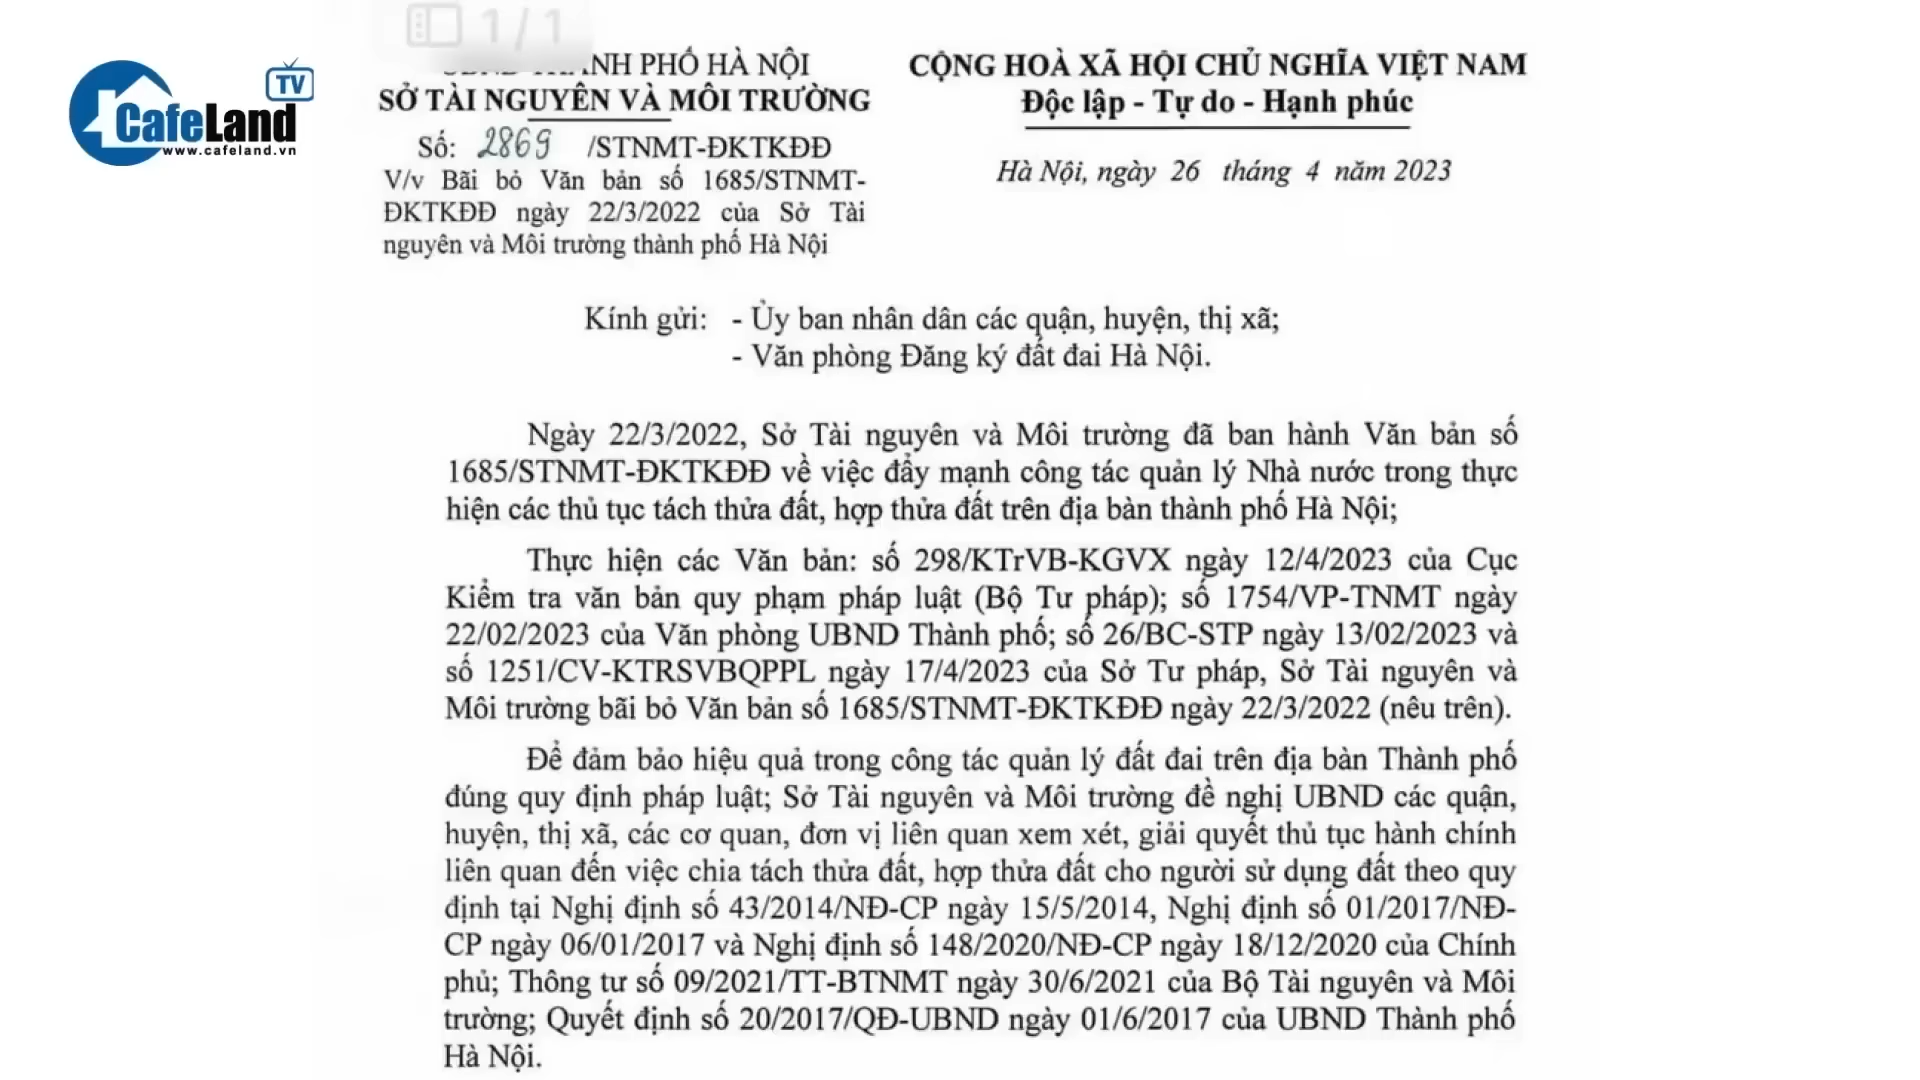 1/1
TV
CafeLand
www.cafeland.vn
THÀNH PHỐ HÀ NỘI
SỞ TÀI NGUYÊN VÀ MÔI TRƯỜNG
Số: 2869 /STNMT-ĐKTKĐĐ
V/v Bãi bỏ Văn bản số 1685/STNMT-
ĐKTKĐĐ ngày 22/3/2022 của Sở Tài
nguyên và Môi trường thành phố Hà Nội
CỘNG HOÀ XÃ HỘI CHỦ NGHĨA VIỆT NAM
Độc lập - Tự do - Hạnh phúc
Hà Nội, ngày 26 tháng 4 năm 2023
Kính gửi: - Ủy ban nhân dân các quận, huyện, thị xã;
- Văn phòng Đăng ký đất đai Hà Nội.
Ngày 22/3/2022, Sở Tài nguyên và Môi trường đã ban hành Văn bản số
1685/STNMT-ĐKTKĐĐ về việc đẩy mạnh công tác quản lý Nhà nước trong thực
hiện các thủ tục tách thửa đất, hợp thửa đất trên địa bàn thành phố Hà Nội;
Thực hiện các Văn bản: số 298/KTrVB-KGVX ngày 12/4/2023 của Cục
Kiểm tra văn bản quy phạm pháp luật (Bộ Tư pháp); số 1754/VP-TNMT ngày
22/02/2023 của Văn phòng UBND Thành phố; số 26/BC-STP ngày 13/02/2023 và
số 1251/CV-KTRSVBQPPL ngày 17/4/2023 của Sở Tư pháp, Sở Tài nguyên và
Môi trường bãi bỏ Văn bản số 1685/STNMT-ĐKTKĐĐ ngày 22/3/2022 (nêu trên).
Để đảm bảo hiệu quả trong công tác quản lý đất đai trên địa bàn Thành phố
đúng quy định pháp luật; Sở Tài nguyên và Môi trường đề nghị UBND các quận,
huyện, thị xã, các cơ quan, đơn vị liên quan xem xét, giải quyết thủ tục hành chính
liên quan đến việc chia tách thửa đất, hợp thửa đất cho người sử dụng đất theo quy
định tại Nghị định số 43/2014/NĐ-CP ngày 15/5/2014, Nghị định số 01/2017/NĐ-
CP ngày 06/01/2017 và Nghị định số 148/2020/NĐ-CP ngày 18/12/2020 của Chính
phủ; Thông tư số 09/2021/TT-BTNMT ngày 30/6/2021 của Bộ Tài nguyên và Môi
trường; Quyết định số 20/2017/QĐ-UBND ngày 01/6/2017 của UBND Thành phố
Hà Nội.